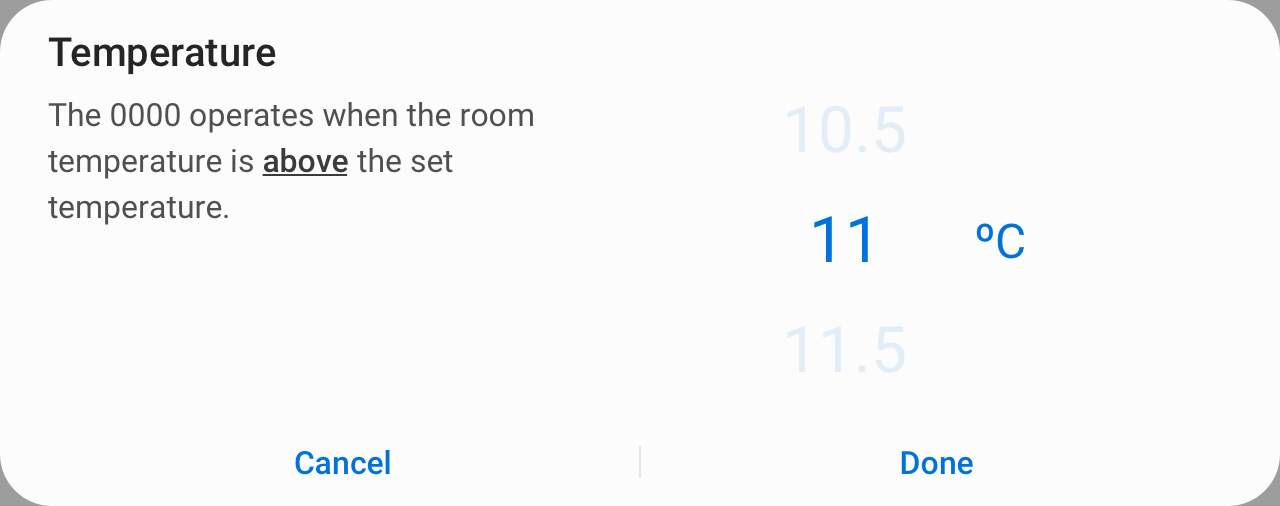 Temperature
The 0000 operates when the room
temperature is above the set
temperature.
10.5
11 ºC
11.5
Cancel
Done